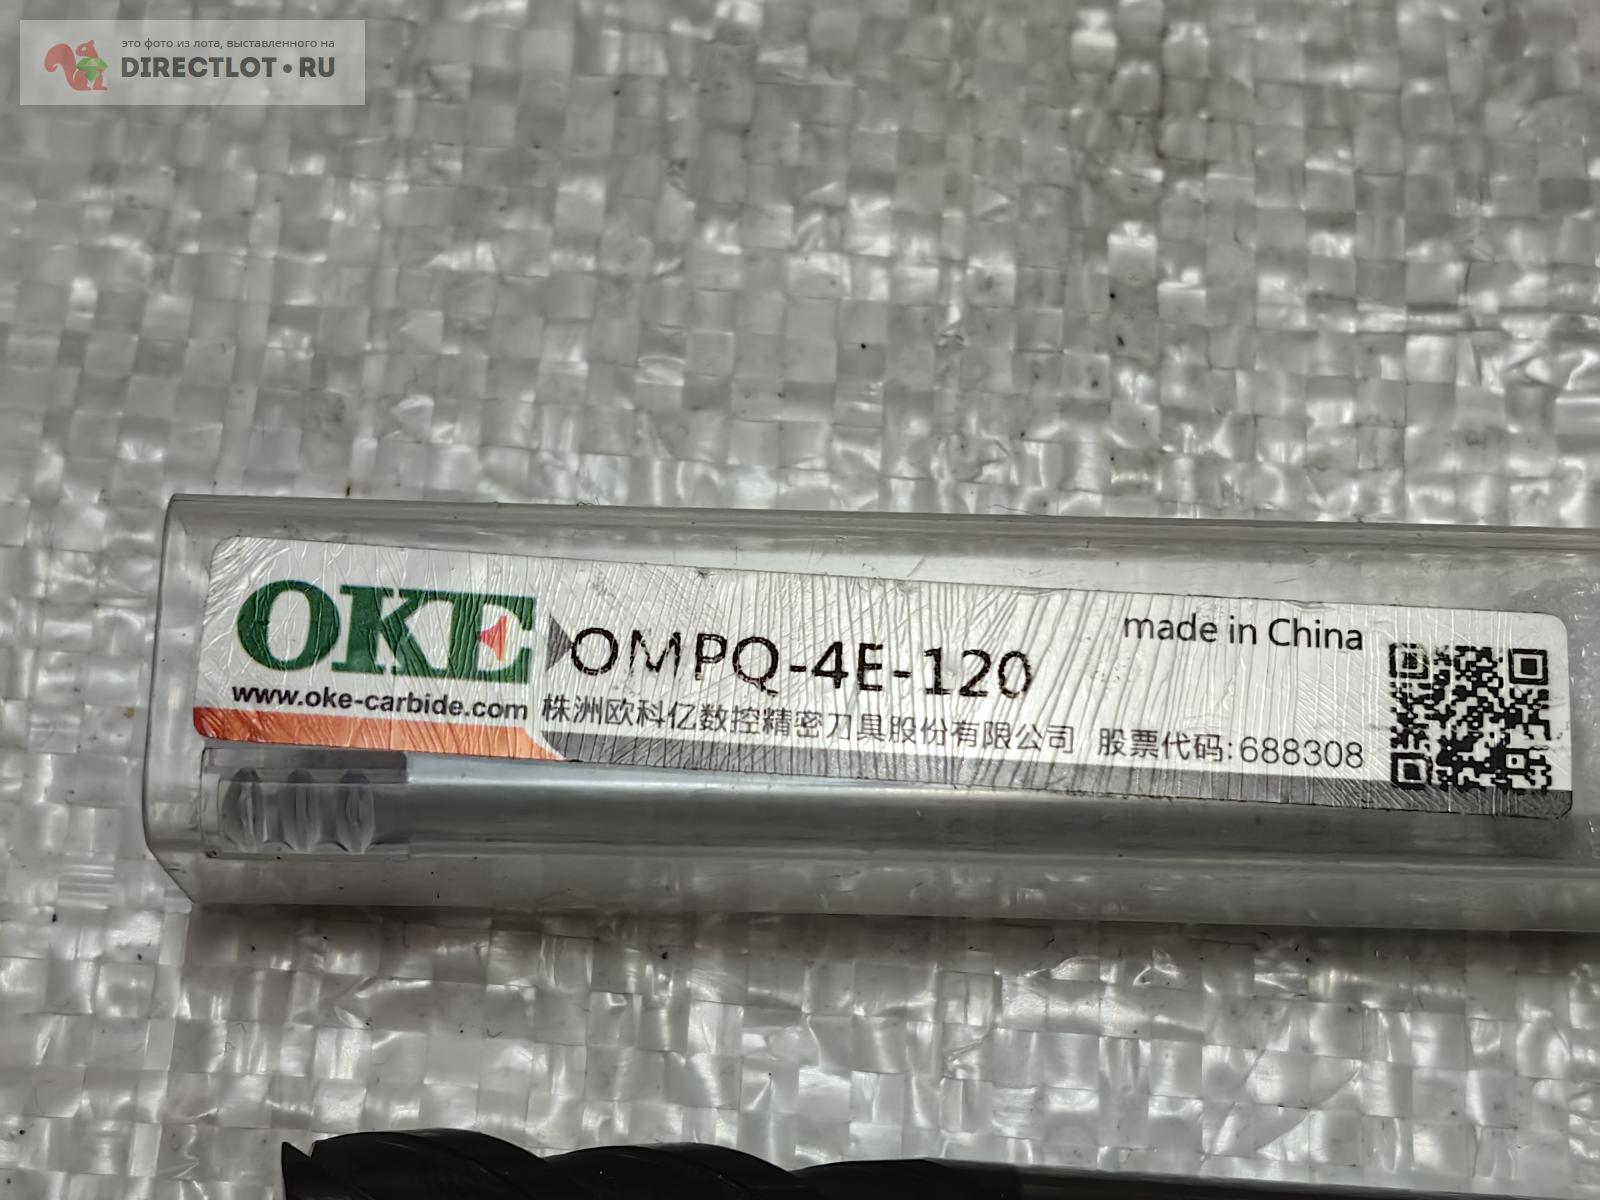 это фото из лота, выставленного на
DIRECTLOT•RU
OKE
OMPQ-4E-120
made in China
www.oke-carbide.com
株洲欧科亿数控精密刀具股份有限公司 股票代码:688308